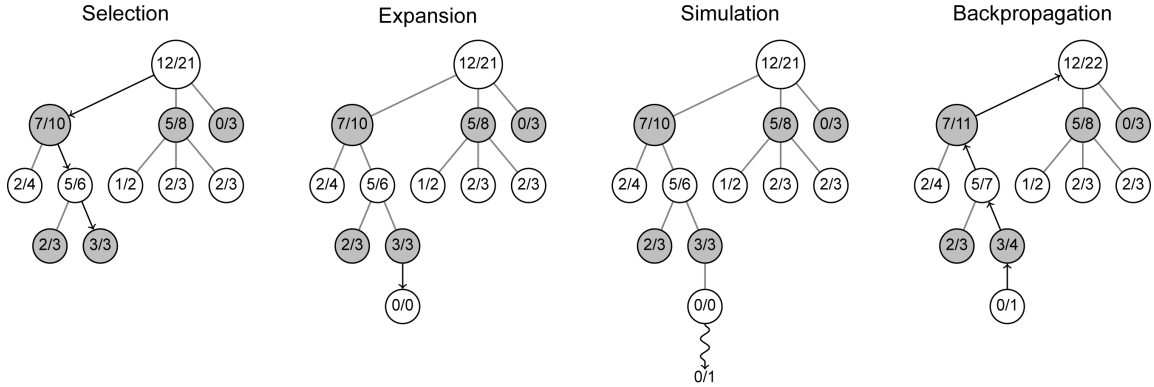 Selection
12/21
7/10 5/8 0/3
2/4 5/6 1/2 2/3 2/3
2/3 3/3
Expansion
12/21
7/10 5/8 0/3
2/4 5/6 1/2 2/3 2/3
2/3 3/3
0/0
Simulation
12/21
7/10 5/8 0/3
2/4 5/6 1/2 2/3 2/3
2/3 3/3
0/0
0/1
Backpropagation
12/22
7/11 5/8 0/3
2/4 5/7 1/2 2/3 2/3
2/3 3/4
0/1